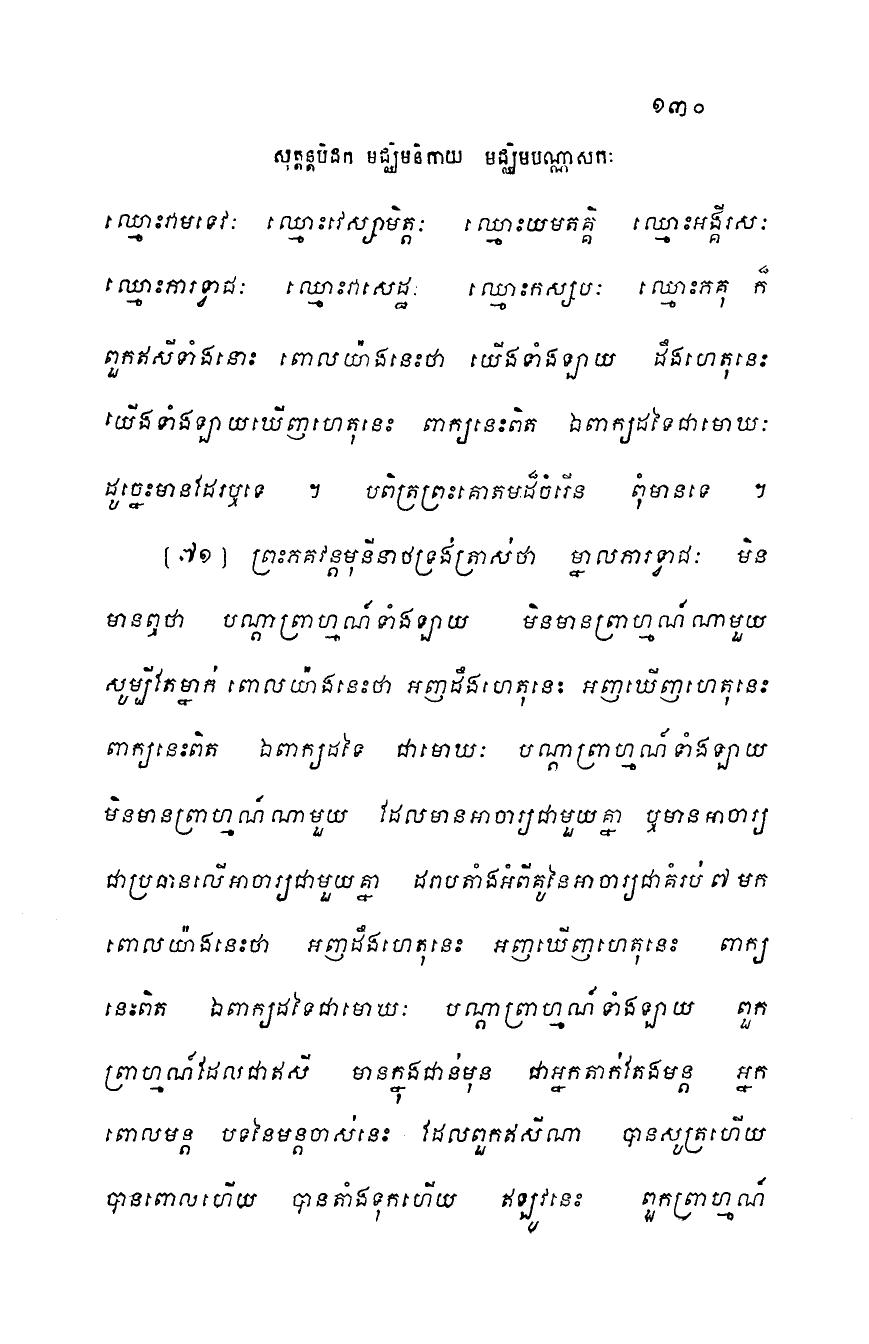 ១៣០
សុត្តន្តបិដក មជ្ឈិមនិកាយ មជ្ឈិមបណ្ណាសកៈ
ឈ្មោះវាមទេវៈ ឈ្មោះវេស្សាមិត្តៈ ឈ្មោះយមតគ្គិ ឈ្មោះអង្គីរសៈ
ឈ្មោះភារទ្វាជៈ ឈ្មោះវាសេដ្ឋៈ ឈ្មោះកស្សបៈ ឈ្មោះភគុ ក៏
ពួកឥសីទាំងនោះ ពោលយ៉ាងនេះថា យើងទាំងឡាយ ដឹងហេតុនេះ
យើងទាំងឡាយឃើញហេតុនេះ ពាក្យនេះពិត ឯពាក្យដទៃជាមោឃៈ
ដូច្នេះមានដែរឬទេ ។ បពិត្រព្រះគោតមដ៏ចំរើន ពុំមានទេ ។
[៧១] ព្រះភគវន្តមុនីនាថទ្រង់ត្រាស់ថា ម្នាលភារទ្វាជៈ មិន
មានឮថា បណ្តាព្រាហ្មណ៍ទាំងឡាយ មិនមានព្រាហ្មណ៍ណាមួយ
សូម្បីតែម្នាក់ ពោលយ៉ាងនេះថា អញដឹងហេតុនេះ អញឃើញហេតុនេះ
ពាក្យនេះពិត ឯពាក្យដទៃ ជាមោឃៈ បណ្តាព្រាហ្មណ៍ទាំងឡាយ
មិនមានព្រាហ្មណ៍ណាមួយ ដែលមានអាចារ្យជាមួយគ្នា ឬមានអាចារ្យ
ជាប្រធានលើអាចារ្យជាមួយគ្នា ដរាបតាំងអំពីគូនៃអាចារ្យជាគំរប់ ៧ មក
ពោលយ៉ាងនេះថា អញដឹងហេតុនេះ អញឃើញហេតុនេះ ពាក្យ
នេះពិត ឯពាក្យដទៃជាមោឃៈ បណ្តាព្រាហ្មណ៍ទាំងឡាយ ពួក
ព្រាហ្មណ៍ដែលជាឥសី មានក្នុងជាន់មុន ជាអ្នកតាក់តែងមន្ត អ្នក
ពោលមន្ត បទនៃមន្តចាស់នេះ ដែលពួកឥសីណា បានសូត្រហើយ
បានពោលហើយ បានតាំងទុកហើយ ឥឡូវនេះ ពួកព្រាហ្មណ៍